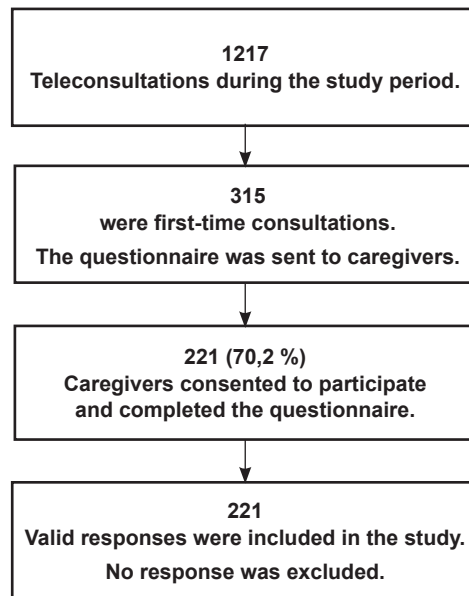 1217
Teleconsultations during the study period.
315
were first-time consultations.
The questionnaire was sent to caregivers.
221 (70,2 %)
Caregivers consented to participate
and completed the questionnaire.
221
Valid responses were included in the study.
No response was excluded.